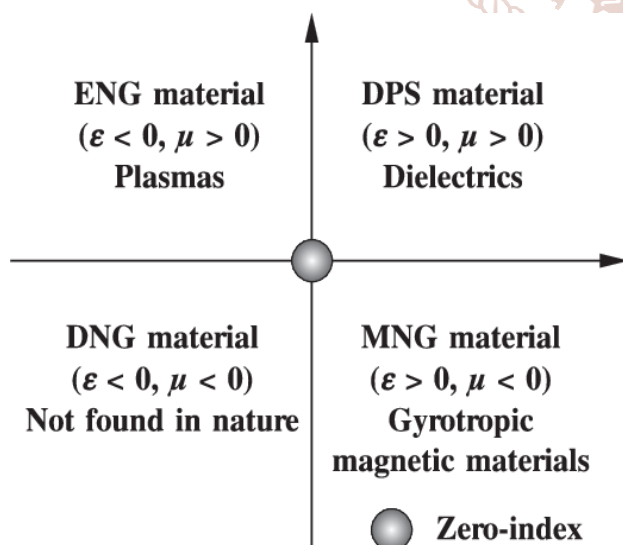 ENG material
(ε < 0, μ > 0)
Plasmas
DPS material
(ε > 0, μ > 0)
Dielectrics
DNG material
(ε < 0, μ < 0)
Not found in nature
MNG material
(ε > 0, μ < 0)
Gyrotropic
magnetic materials
Zero-index